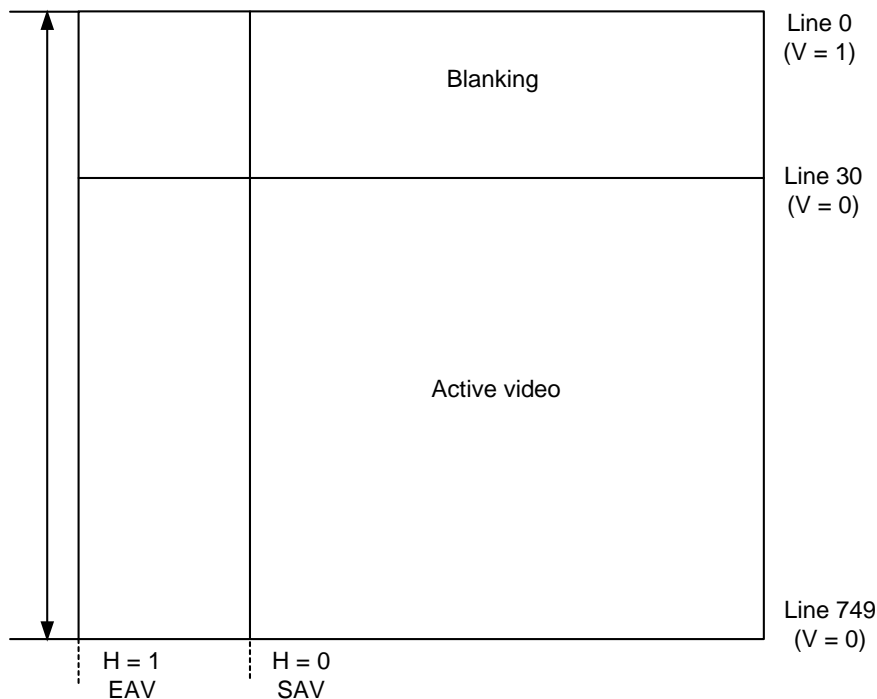 Line 0
(V = 1)
Blanking
Line 30
(V = 0)
Active video
Line 749
(V = 0)
H = 1
EAV
H = 0
SAV